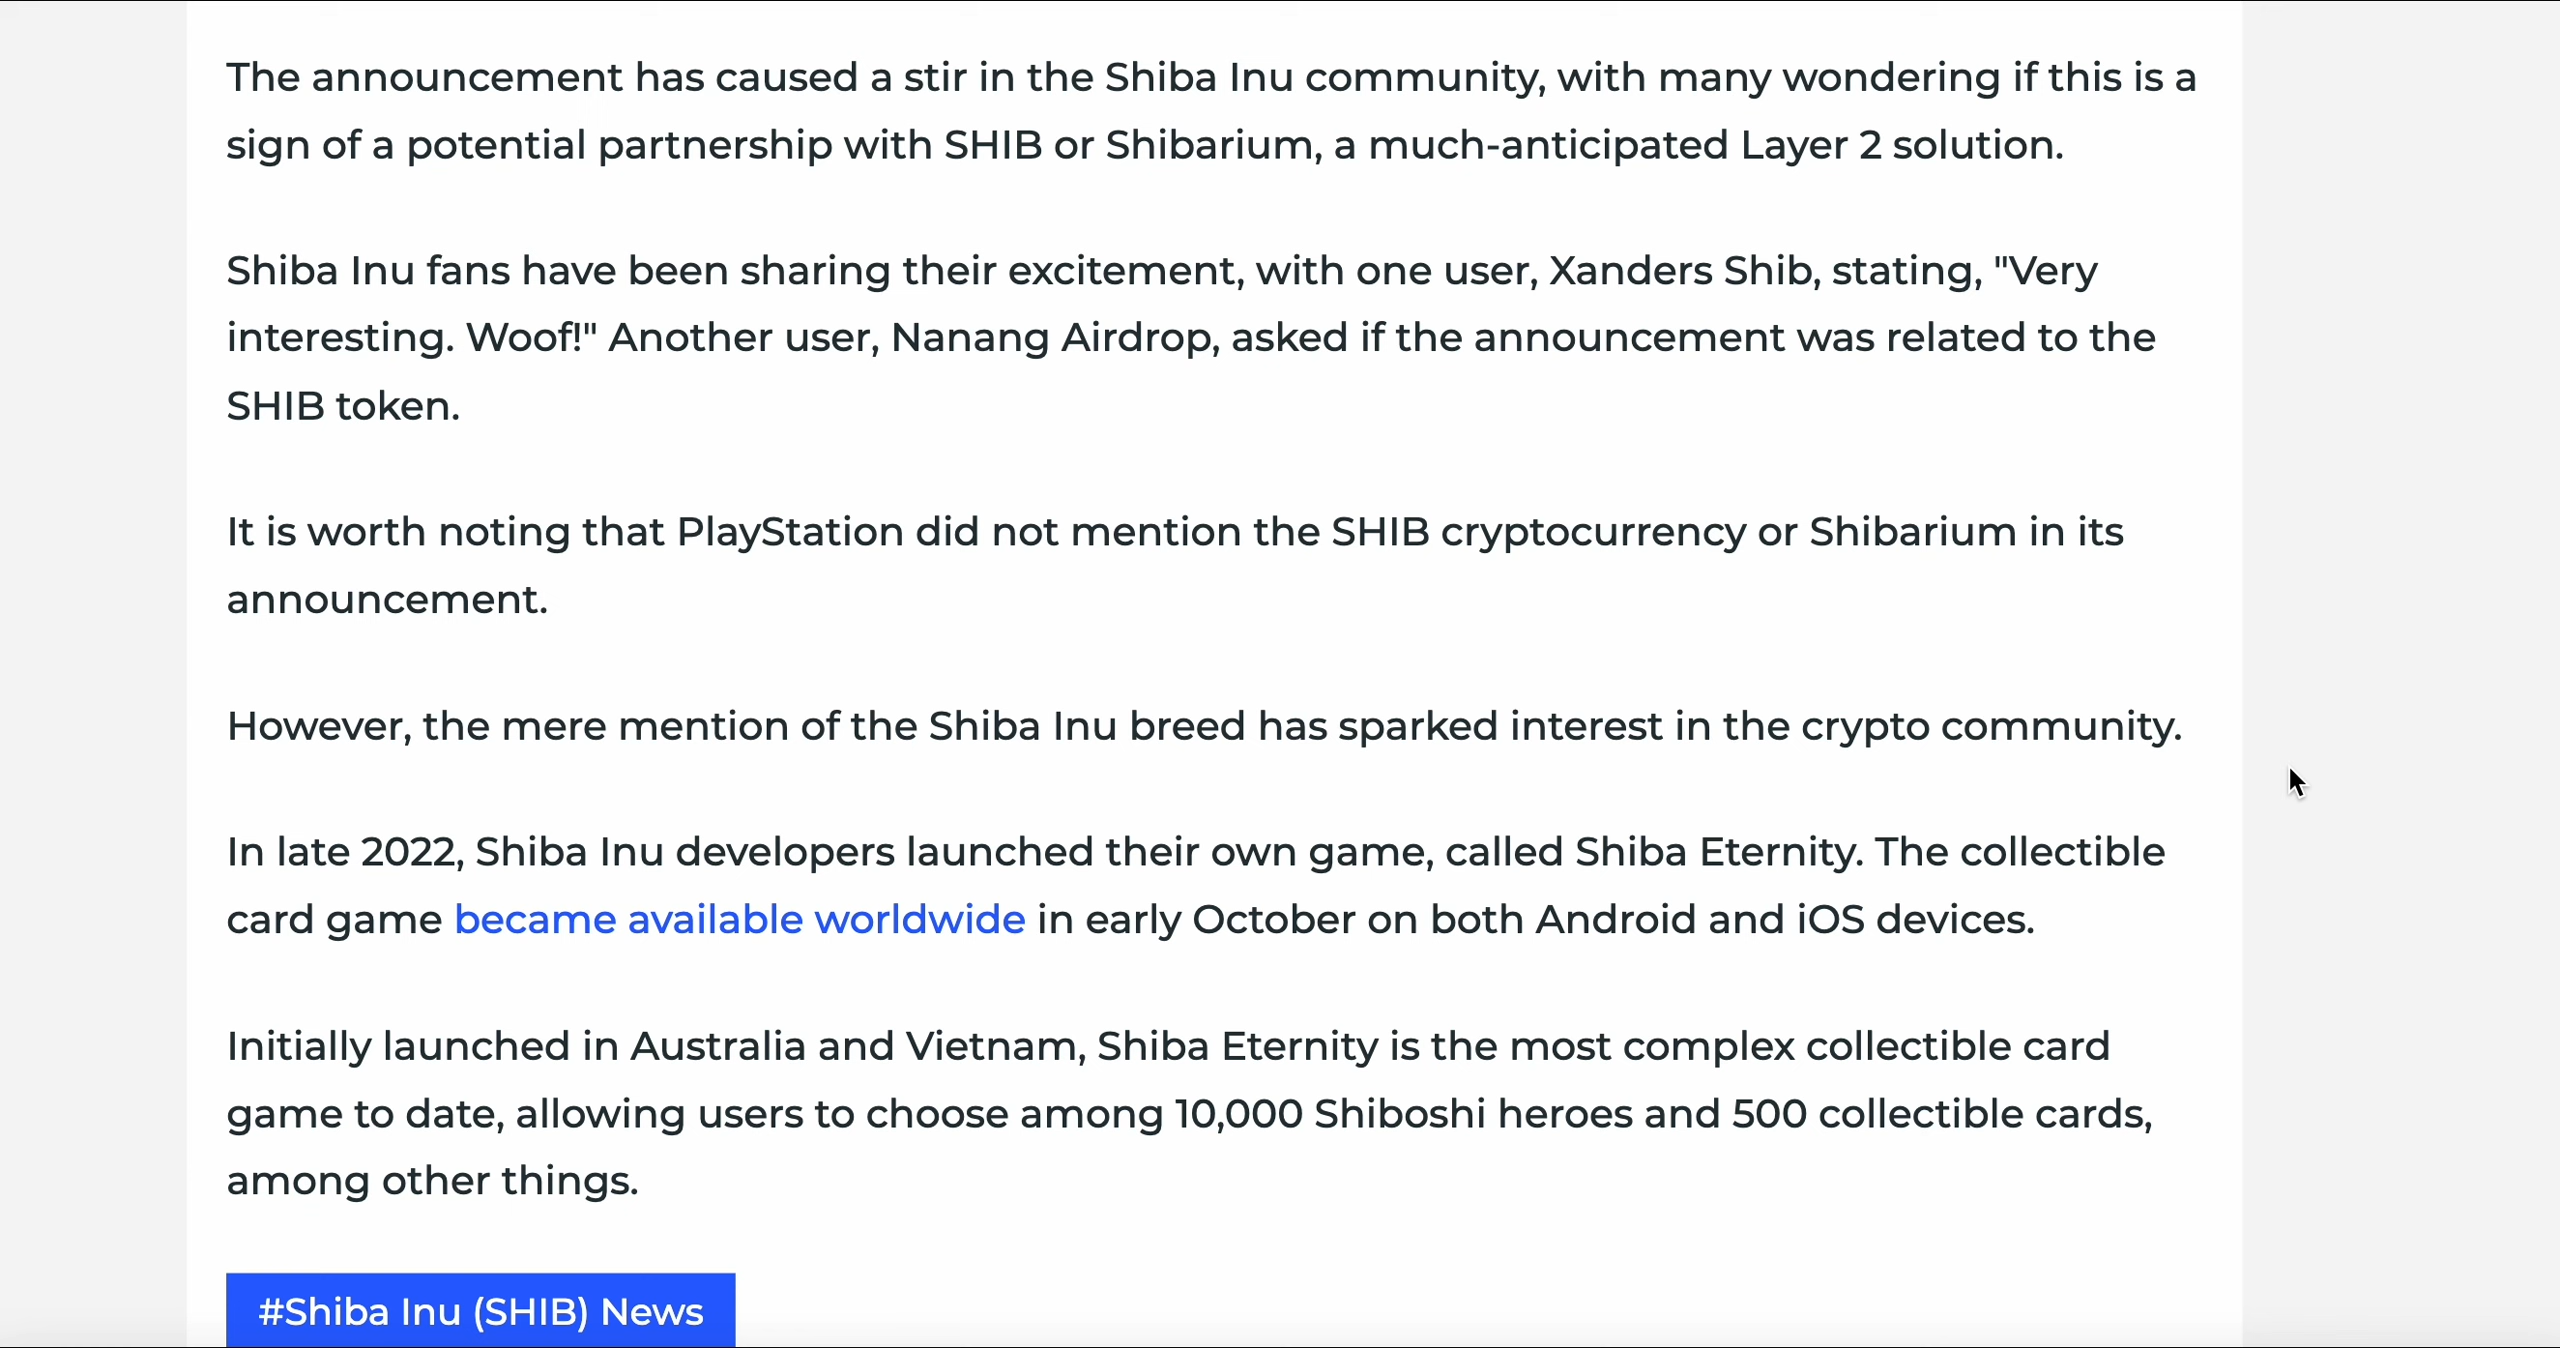 The announcement has caused a stir in the Shiba Inu community, with many wondering if this is a
sign of a potential partnership with SHIB or Shibarium, a much-anticipated Layer 2 solution.
Shiba Inu fans have been sharing their excitement, with one user, Xanders Shib, stating, "Very
interesting. Woof!" Another user, Nanang Airdrop, asked if the announcement was related to the
SHIB token.
It is worth noting that PlayStation did not mention the SHIB cryptocurrency or Shibarium in its
announcement.
However, the mere mention of the Shiba Inu breed has sparked interest in the crypto community.
In late 2022, Shiba Inu developers launched their own game, called Shiba Eternity. The collectible
card game became available worldwide in early October on both Android and iOS devices.
Initially launched in Australia and Vietnam, Shiba Eternity is the most complex collectible card
game to date, allowing users to choose among 10,000 Shiboshi heroes and 500 collectible cards,
among other things.
#Shiba Inu (SHIB) News